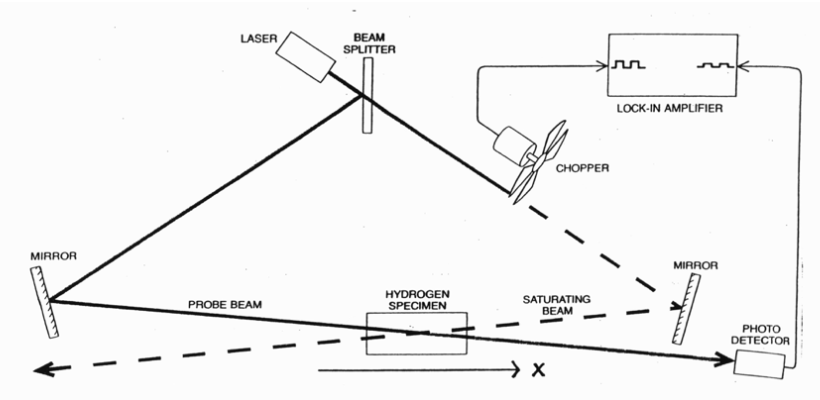 LASER
BEAM
SPLITTER
LOCK-IN AMPLIFIER
CHOPPER
MIRROR
MIRROR
PROBE BEAM
HYDROGEN
SPECIMEN
SATURATING
BEAM
PHOTO
DETECTOR
X